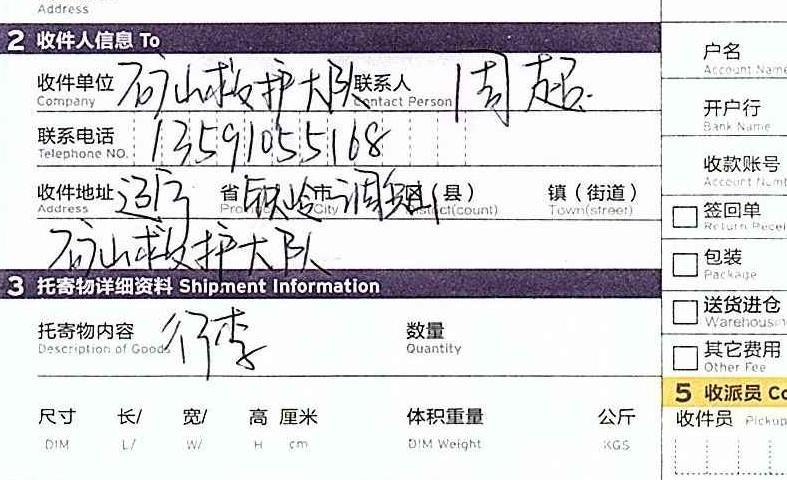 Address
2 收件人信息 To
收件单位 矿山救护大队 联系人 周超
Company Contact Person
户名
Account Name
联系电话 13591055168
Telephone NO.
开户行
Bank Name
收件地址 辽宁 省 铁岭 市 调兵山 区(县) 镇(街道)
Address Province City District(count) Town(street)
收款账号
Account Num
矿山救护大队
签回单
Return Recei
3 托寄物详细资料 Shipment Information
包装
Package
托寄物内容 行李 数量
Description of Goods Quantity
送货进仓
Warehousin
其它费用
Other Fee
5 收派员 Co
尺寸 长/ 宽/ 高 厘米 体积重量 公斤
DIM L/ W/ H cm DIM Weight KGS
收件员 Pickup